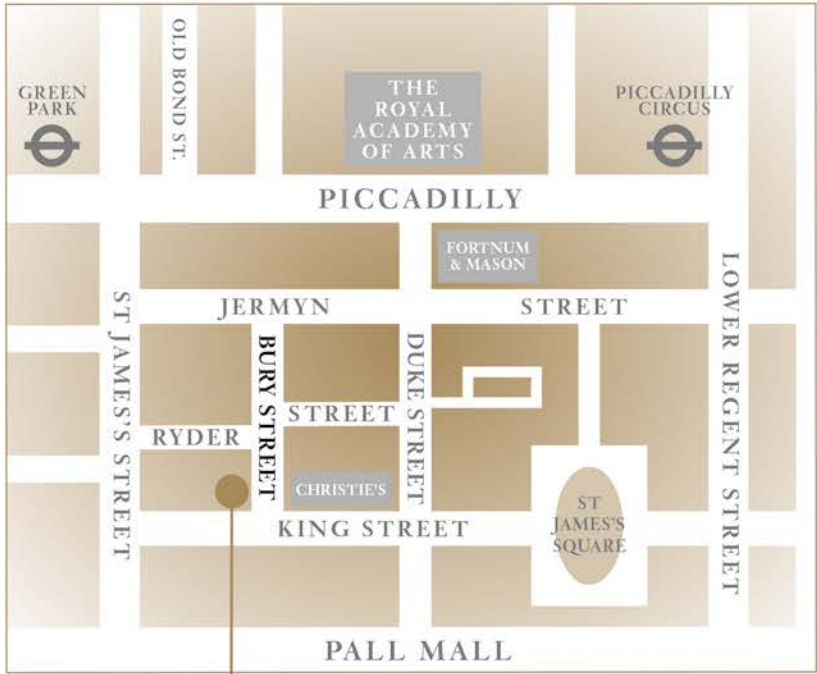 OLD BOND ST.
GREEN
PARK
THE
ROYAL
ACADEMY
OF ARTS
PICCADILLY
CIRCUS
PICCADILLY
FORTNUM
& MASON
JERMYN
STREET
ST JAMES'S STREET
BURY STREET
DUKE STREET
LOWER REGENT STREET
RYDER
STREET
CHRISTIE'S
KING STREET
ST
JAMES'S
SQUARE
PALL MALL